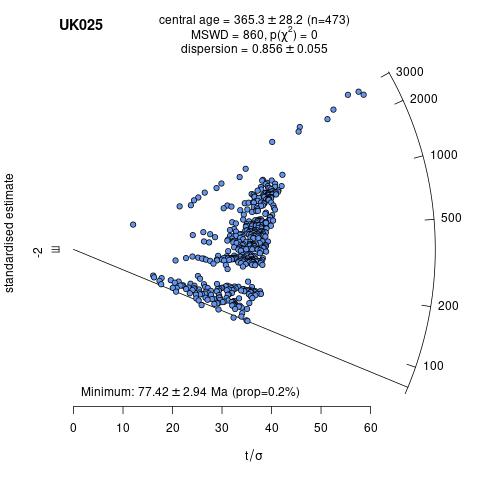 UK025
central age = 365.3 ± 28.2 (n=473)
MSWD = 860, p(χ²) = 0
dispersion = 0.856 ± 0.055
3000
2000
1000
500
200
100
standardised estimate
-2
Minimum: 77.42 ± 2.94 Ma (prop=0.2%)
0 10 20 30 40 50 60
t/σ